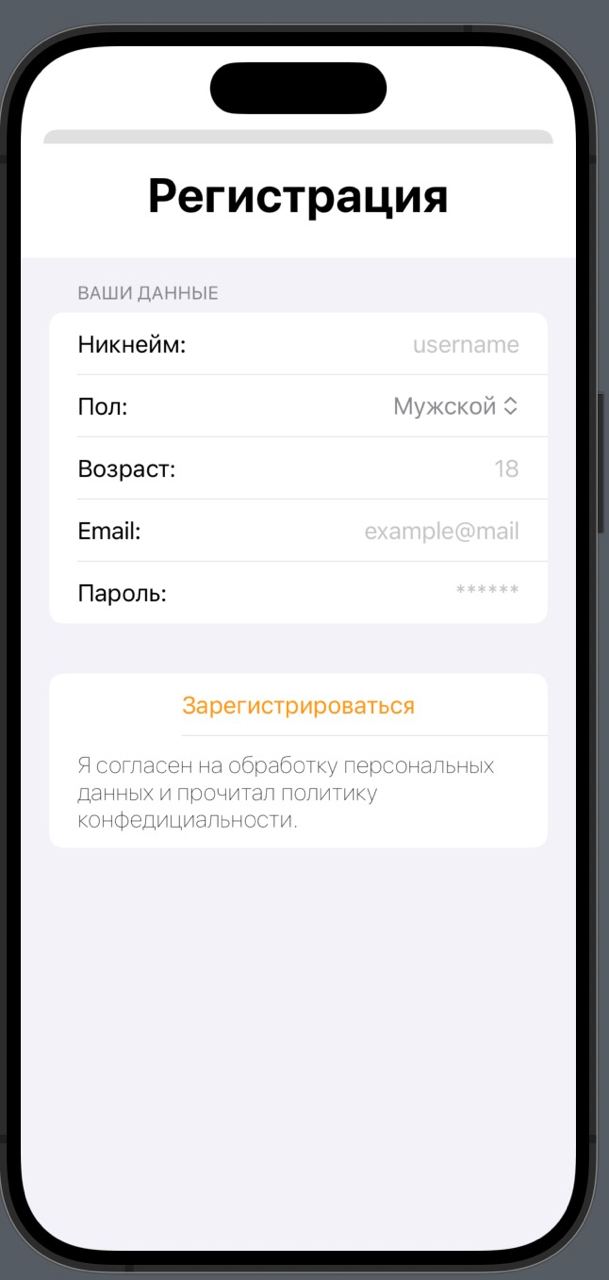 Регистрация
ВАШИ ДАННЫЕ
Никнейм: username
Пол: Мужской
Возраст: 18
Email: example@mail
Пароль: ******
Зарегистрироваться
Я согласен на обработку персональных
данных и прочитал политику
конфедициальности.